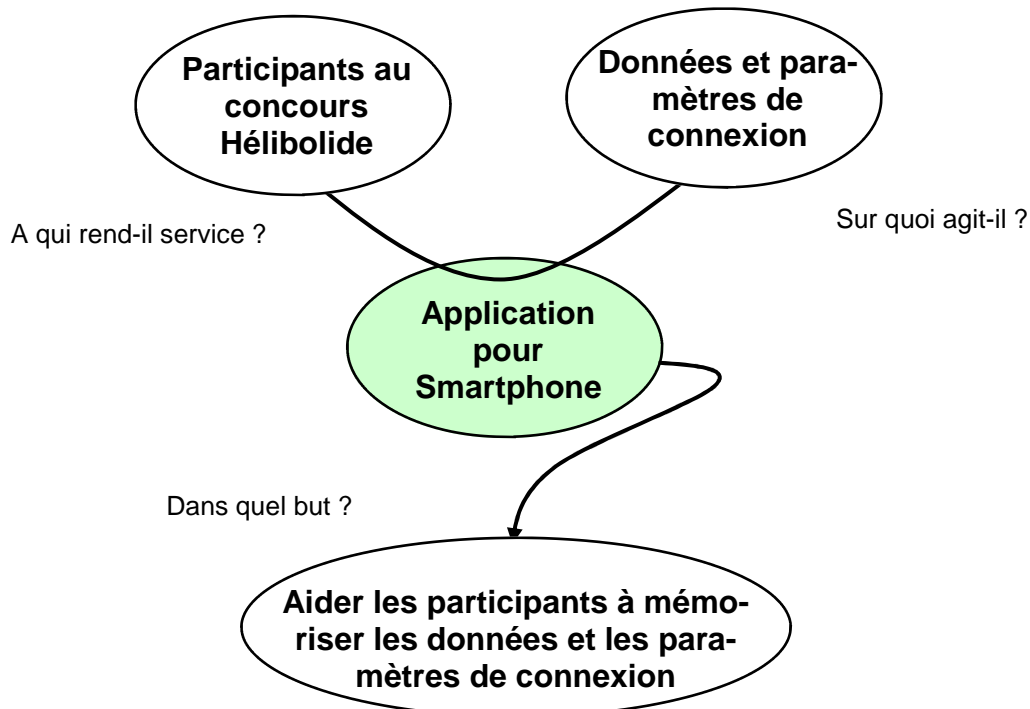 Participants au
concours
Hélibolide
Données et para-
mètres de
connexion
A qui rend-il service ?
Sur quoi agit-il ?
Application
pour
Smartphone
Dans quel but ?
Aider les participants à mémo-
riser les données et les para-
mètres de connexion